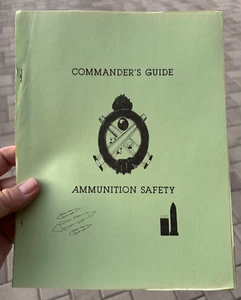 COMMANDER'S GUIDE
AMMUNITION SAFETY